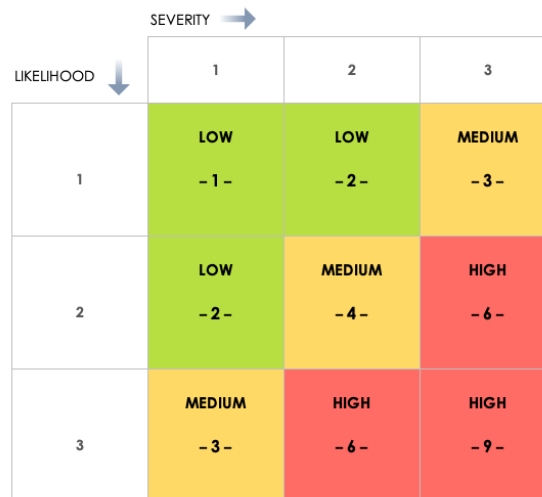 SEVERITY
LIKELIHOOD
1 2 3
LOW LOW MEDIUM
1
– 1 – – 2 – – 3 –
LOW MEDIUM HIGH
2
– 2 – – 4 – – 6 –
MEDIUM HIGH HIGH
3
– 3 – – 6 – – 9 –